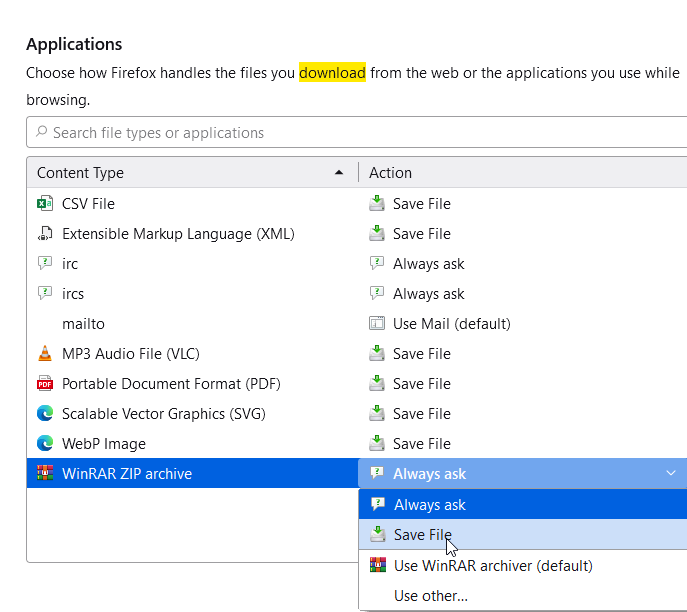 Applications
Choose how Firefox handles the files you download from the web or the applications you use while
browsing.
Search file types or applications
Content Type Action
CSV File Save File
Extensible Markup Language (XML) Save File
irc Always ask
ircs Always ask
mailto Use Mail (default)
MP3 Audio File (VLC) Save File
Portable Document Format (PDF) Save File
Scalable Vector Graphics (SVG) Save File
WebP Image Save File
WinRAR ZIP archive Always ask
Always ask
Save File
Use WinRAR archiver (default)
Use other...